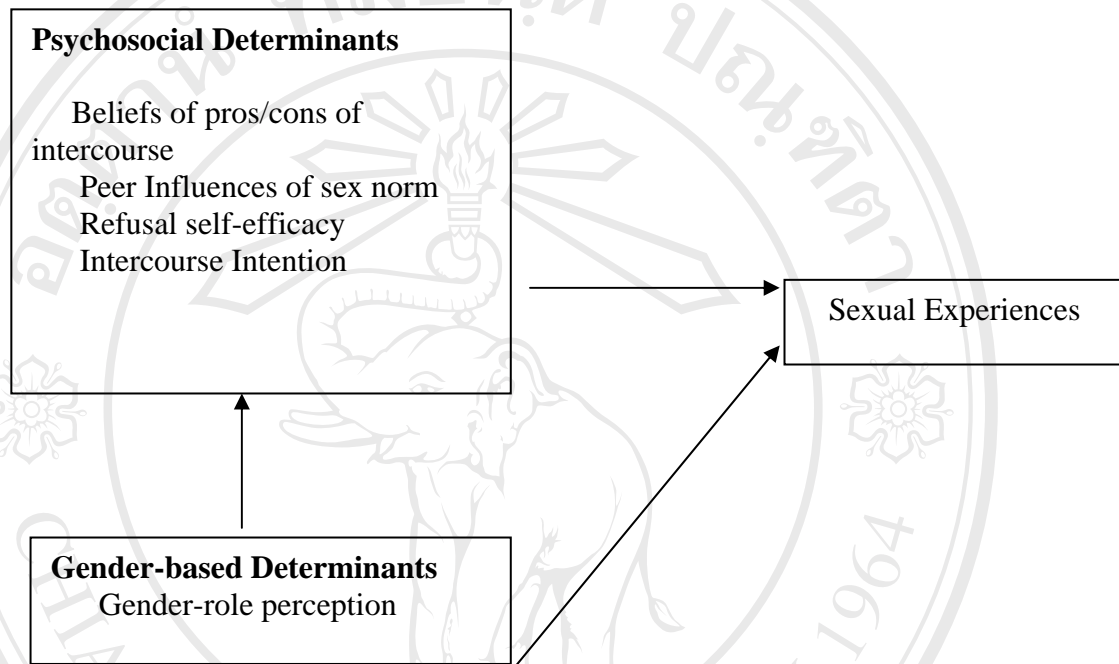 Psychosocial Determinants
Beliefs of pros/cons of
intercourse
Peer Influences of sex norm
Refusal self-efficacy
Intercourse Intention
Sexual Experiences
Gender-based Determinants
Gender-role perception
1964